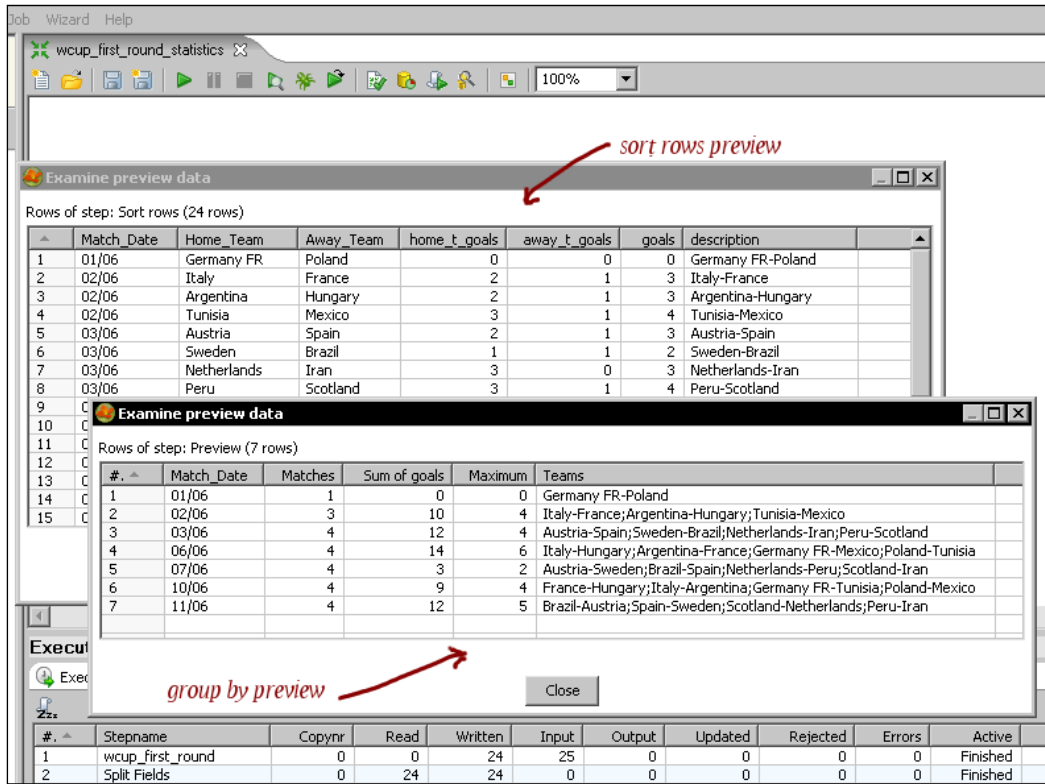 Job Wizard Help
wcup_first_round_statistics
100%
sort rows preview
Examine preview data
Rows of step: Sort rows (24 rows)
Match_Date Home_Team Away_Team home_t_goals away_t_goals goals description
1 01/06 Germany FR Poland 0 0 0 Germany FR-Poland
2 02/06 Italy France 2 1 3 Italy-France
3 02/06 Argentina Hungary 2 1 3 Argentina-Hungary
4 02/06 Tunisia Mexico 3 1 4 Tunisia-Mexico
5 03/06 Austria Spain 2 1 3 Austria-Spain
6 03/06 Sweden Brazil 1 1 2 Sweden-Brazil
7 03/06 Netherlands Iran 3 0 3 Netherlands-Iran
8 03/06 Peru Scotland 3 1 4 Peru-Scotland
9
10
11
12
13
14
15
Examine preview data
Rows of step: Preview (7 rows)
#. Match_Date Matches Sum of goals Maximum Teams
1 01/06 1 0 0 Germany FR-Poland
2 02/06 3 10 4 Italy-France;Argentina-Hungary;Tunisia-Mexico
3 03/06 4 12 4 Austria-Spain;Sweden-Brazil;Netherlands-Iran;Peru-Scotland
4 06/06 4 14 6 Italy-Hungary;Argentina-France;Germany FR-Mexico;Poland-Tunisia
5 07/06 4 3 2 Austria-Sweden;Brazil-Spain;Netherlands-Peru;Scotland-Iran
6 10/06 4 9 4 France-Hungary;Italy-Argentina;Germany FR-Tunisia;Poland-Mexico
7 11/06 4 12 5 Brazil-Austria;Spain-Sweden;Scotland-Netherlands;Peru-Iran
group by preview
Close
Execut
Exec
#. Stepname Copynr Read Written Input Output Updated Rejected Errors Active
1 wcup_first_round 0 0 24 25 0 0 0 0 Finished
2 Split Fields 0 24 24 0 0 0 0 0 Finished